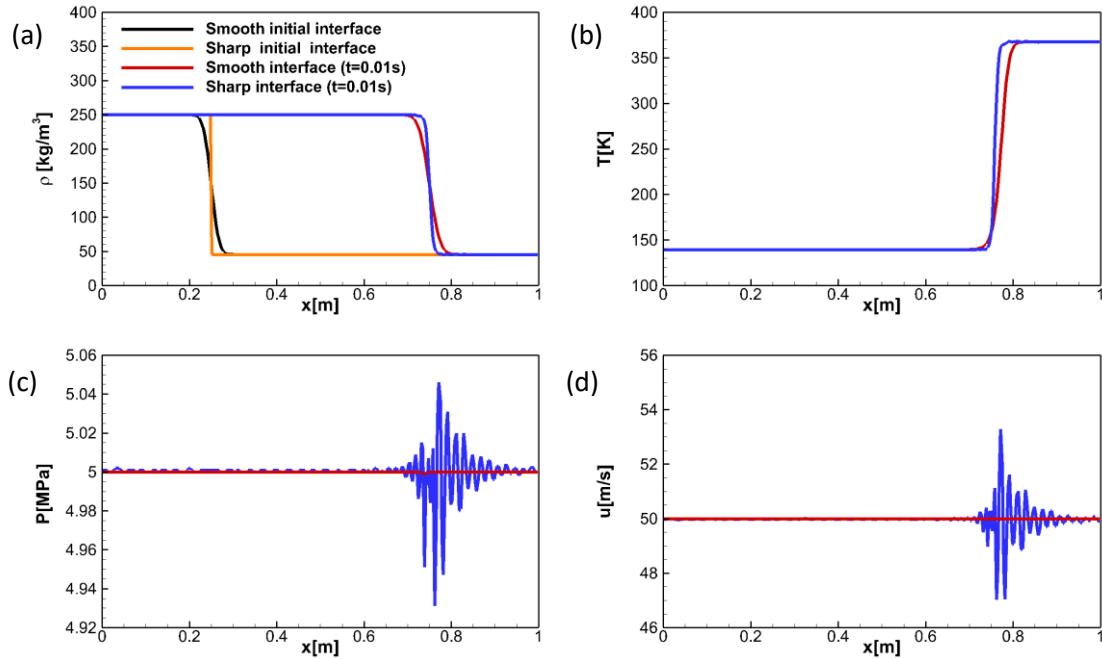 (a)
400
350
300
250
200
150
100
50
0
ρ [kg/m³]
Smooth initial interface
Sharp initial interface
Smooth interface (t=0.01s)
Sharp interface (t=0.01s)
0 0.2 0.4 0.6 0.8 1
x[m]
(b)
400
350
300
250
200
150
100
T[K]
0 0.2 0.4 0.6 0.8 1
x[m]
(c)
5.06
5.04
5.02
5
4.98
4.96
4.94
4.92
P[MPa]
0 0.2 0.4 0.6 0.8 1
x[m]
(d)
56
54
52
50
48
46
u[m/s]
0 0.2 0.4 0.6 0.8 1
x[m]